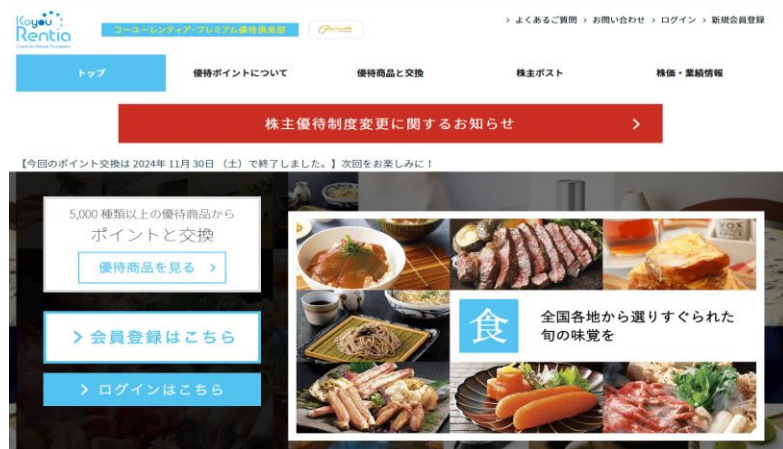 Koyou
Rentia
コーユーレンティア・プレミアム優待俱楽部
PREMIUM
> よくあるご質問 > お問い合わせ > ログイン > 新規会員登録
トップ
優待ポイントについて
優待商品と交換
株主ポスト
株価・業績情報
株主優待制度変更に関するお知らせ >
【今回のポイント交換は 2024年 11月 30日 （土）で終了しました。】次回をお楽しみに！
5,000 種類以上の優待商品から
ポイントと交換
優待商品を見る >
> 会員登録はこちら
> ログインはこちら
食
全国各地から選りすぐられた
旬の味覚を